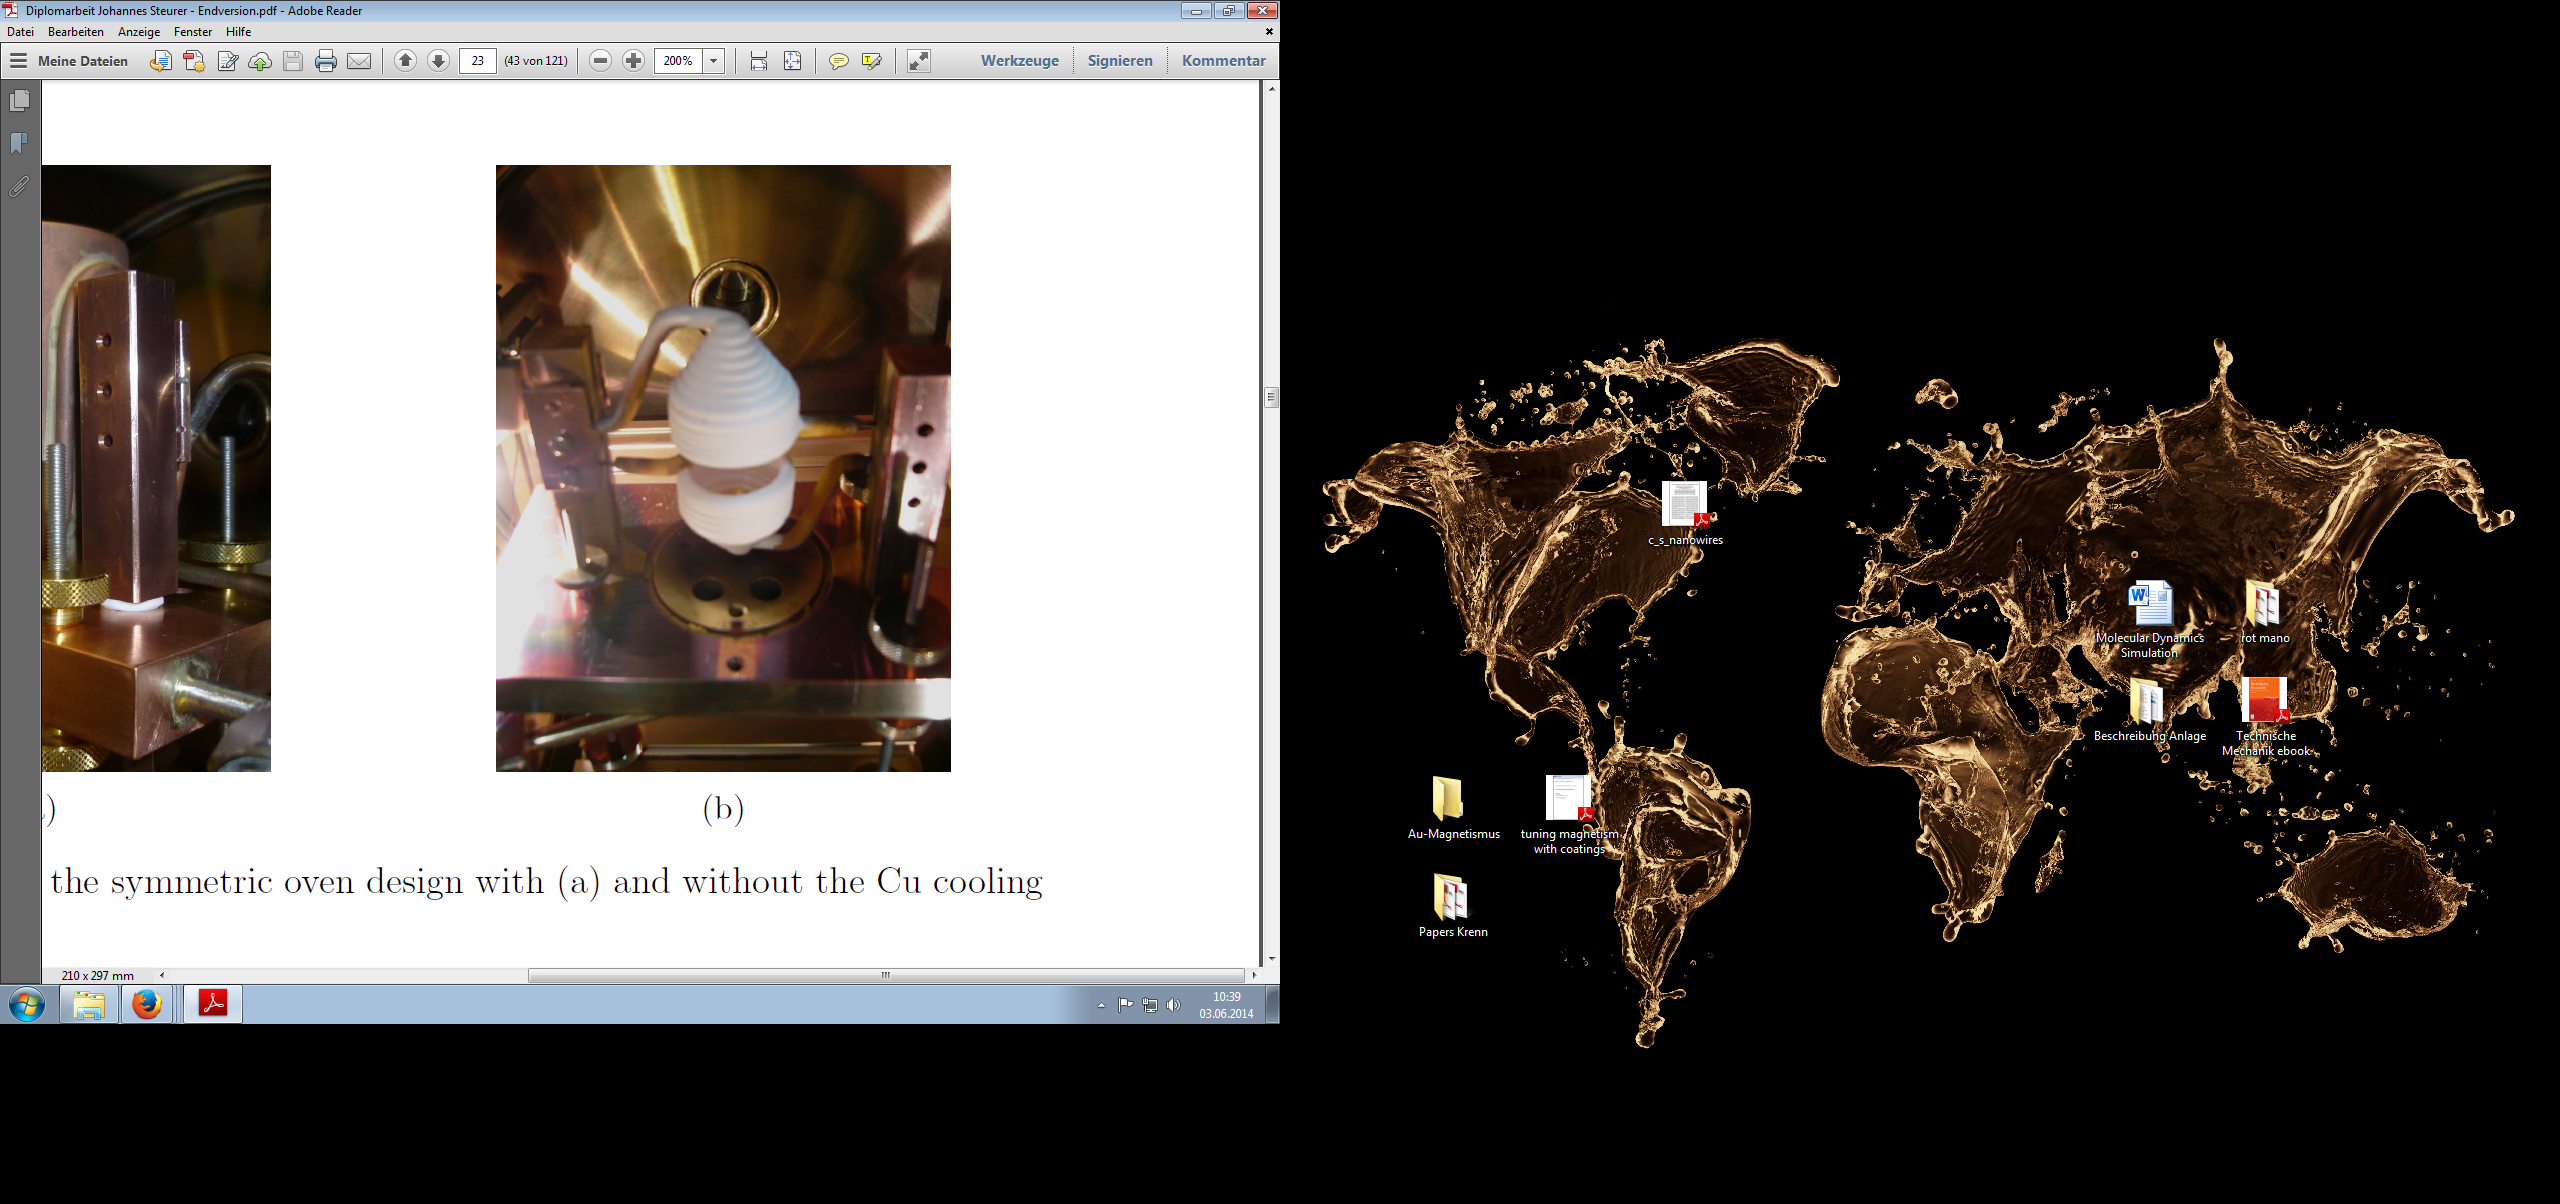 Diplomarbeit Johannes Steurer - Endversion.pdf - Adobe Reader
Datei Bearbeiten Anzeige Fenster Hilfe
Meine Dateien 23 (43 von 121) 200% Werkzeuge Signieren Kommentar
(b)
the symmetric oven design with (a) and without the Cu cooling
210 x 297 mm
10:39
03.06.2014
c_s_nanowires
Molecular Dynamics
Simulation
rot mano
Beschreibung Anlage
Technische
Mechanik ebook
Au-Magnetismus
tuning magnetism
with coatings
Papers Krenn